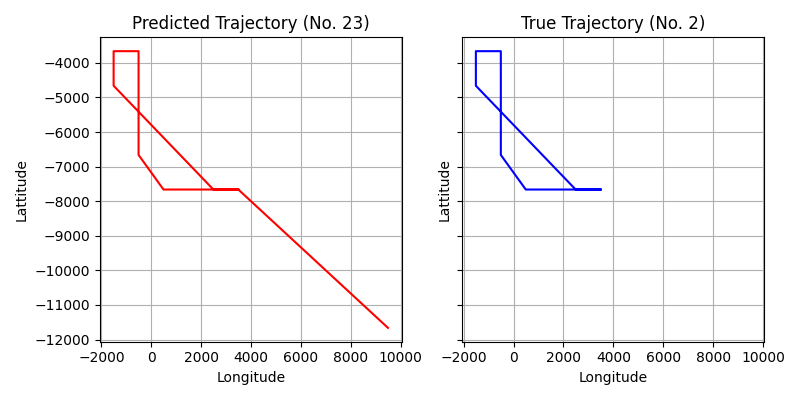 Predicted Trajectory (No. 23)
True Trajectory (No. 2)
−4000
−5000
−6000
−7000
−8000
−9000
−10000
−11000
−12000
Lattitude
Lattitude
−2000 0 2000 4000 6000 8000 10000
−2000 0 2000 4000 6000 8000 10000
Longitude
Longitude